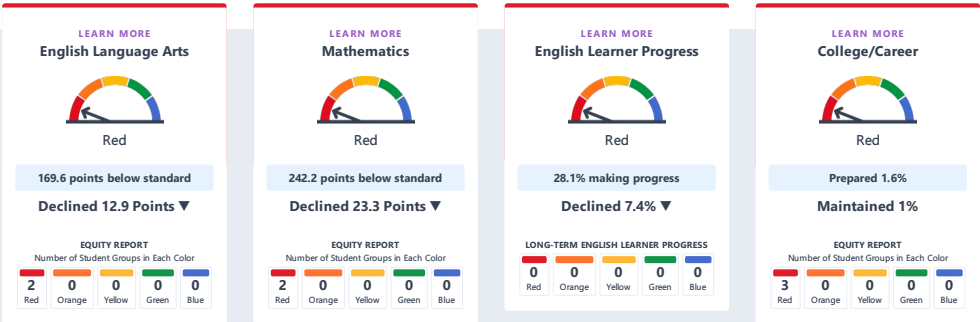 LEARN MORE
English Language Arts
Red
169.6 points below standard
Declined 12.9 Points ▼
EQUITY REPORT
Number of Student Groups in Each Color
2 0 0 0 0
Red Orange Yellow Green Blue
LEARN MORE
Mathematics
Red
242.2 points below standard
Declined 23.3 Points ▼
EQUITY REPORT
Number of Student Groups in Each Color
2 0 0 0 0
Red Orange Yellow Green Blue
LEARN MORE
English Learner Progress
Red
28.1% making progress
Declined 7.4% ▼
LONG-TERM ENGLISH LEARNER PROGRESS
0 0 0 0 0
Red Orange Yellow Green Blue
LEARN MORE
College/Career
Red
Prepared 1.6%
Maintained 1%
EQUITY REPORT
Number of Student Groups in Each Color
3 0 0 0 0
Red Orange Yellow Green Blue